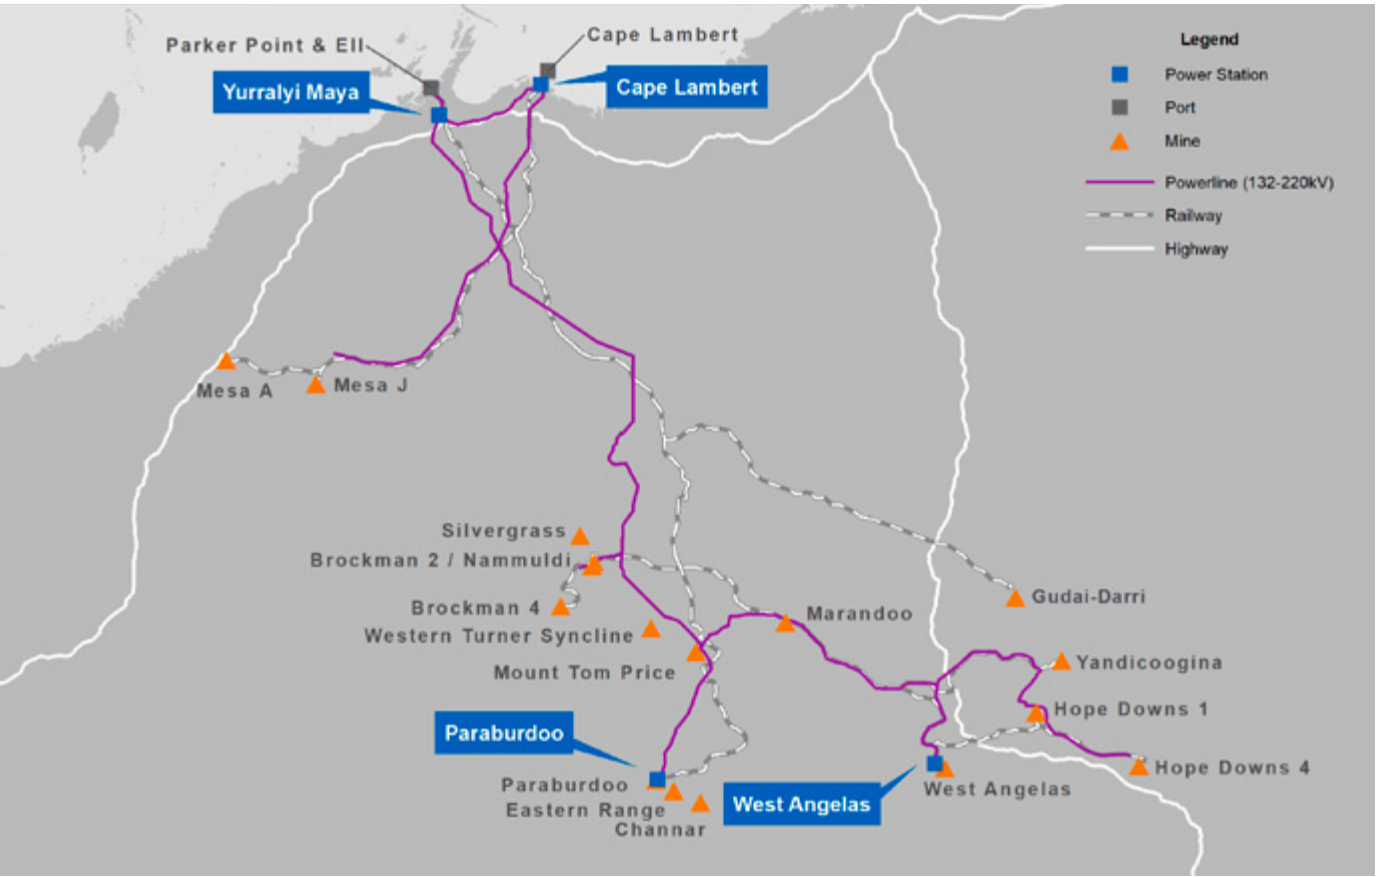 Parker Point & EII
Cape Lambert
Yurralyi Maya
Cape Lambert
Legend
Power Station
Port
Mine
Powerline (132-220kV)
Railway
Highway
Mesa A
Mesa J
Silvergrass
Brockman 2 / Nammuldi
Brockman 4
Western Turner Syncline
Mount Tom Price
Marandoo
Gudai-Darri
Yandicoogina
Hope Downs 1
Hope Downs 4
Paraburdoo
Paraburdoo
Eastern Range
Channar
West Angelas
West Angelas